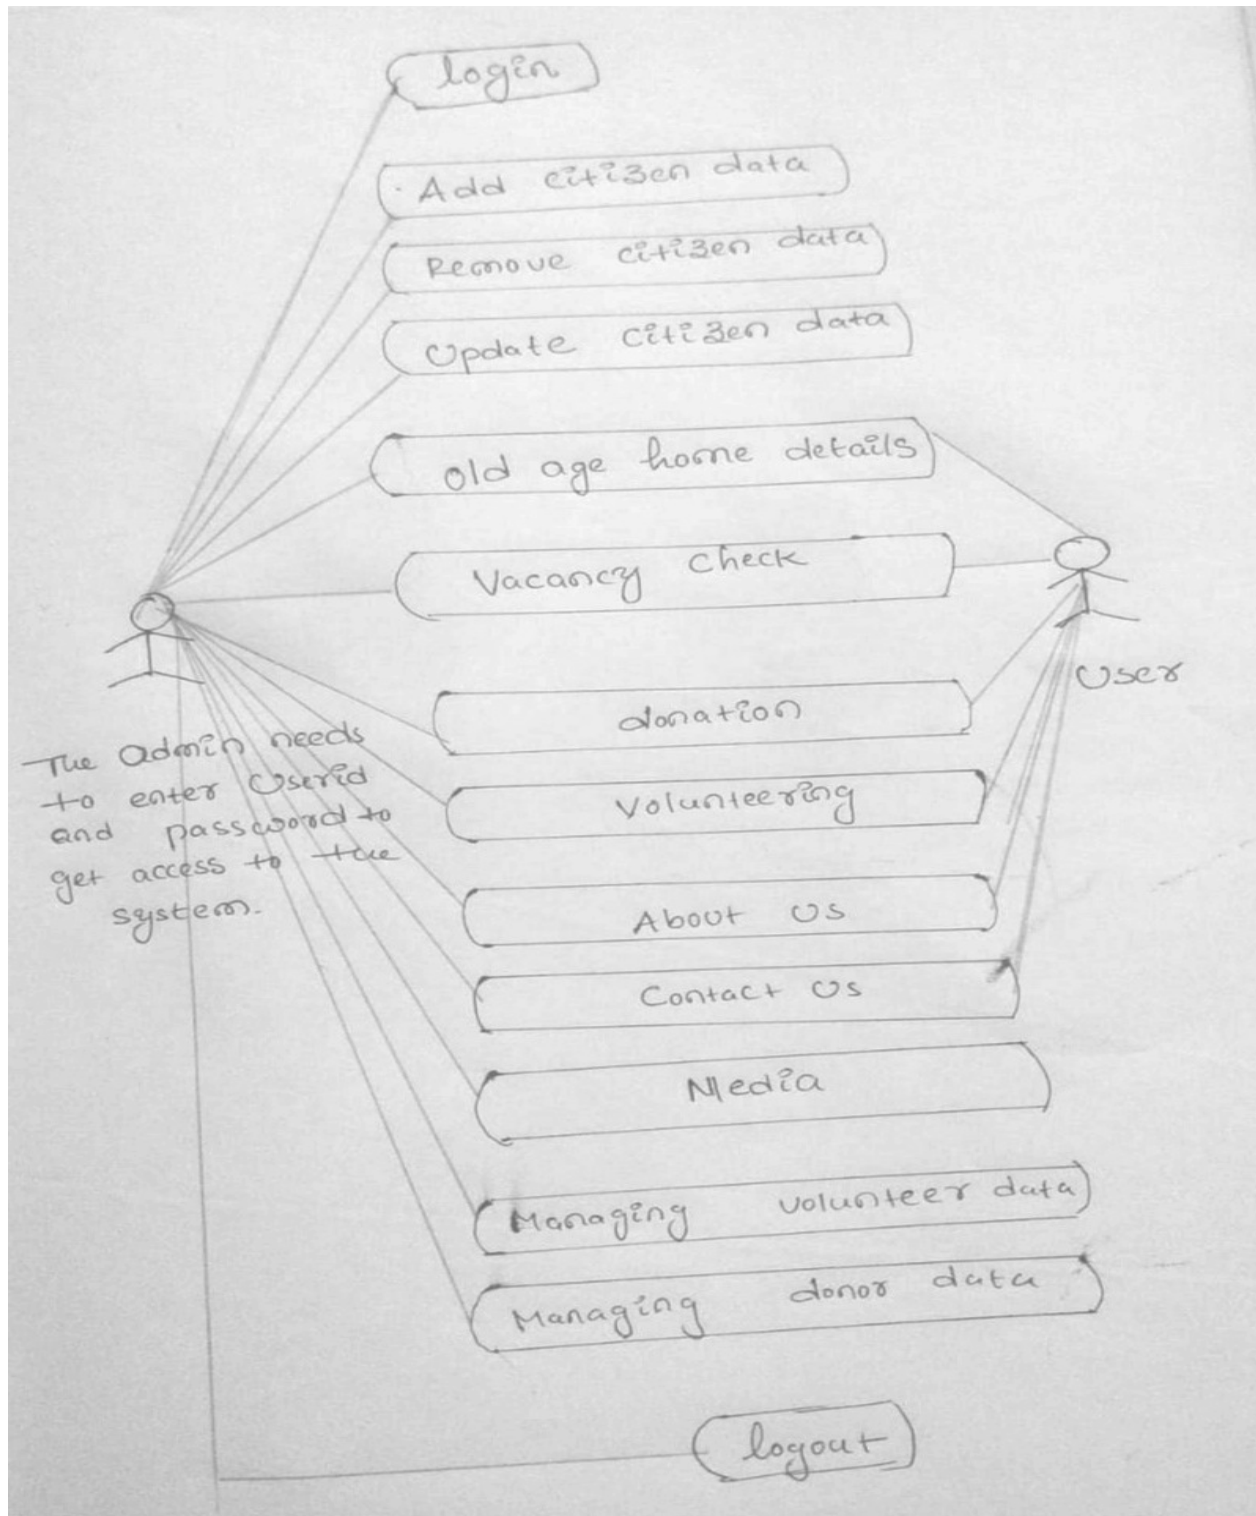 login
Add citizen data
Remove citizen data
Update citizen data
old age home details
Vacancy check
User
donation
The Admin needs
to enter Userid
and password to
get access to the
system.
Volunteering
About Us
Contact Us
Media
Managing volunteer data
Managing donor data
logout